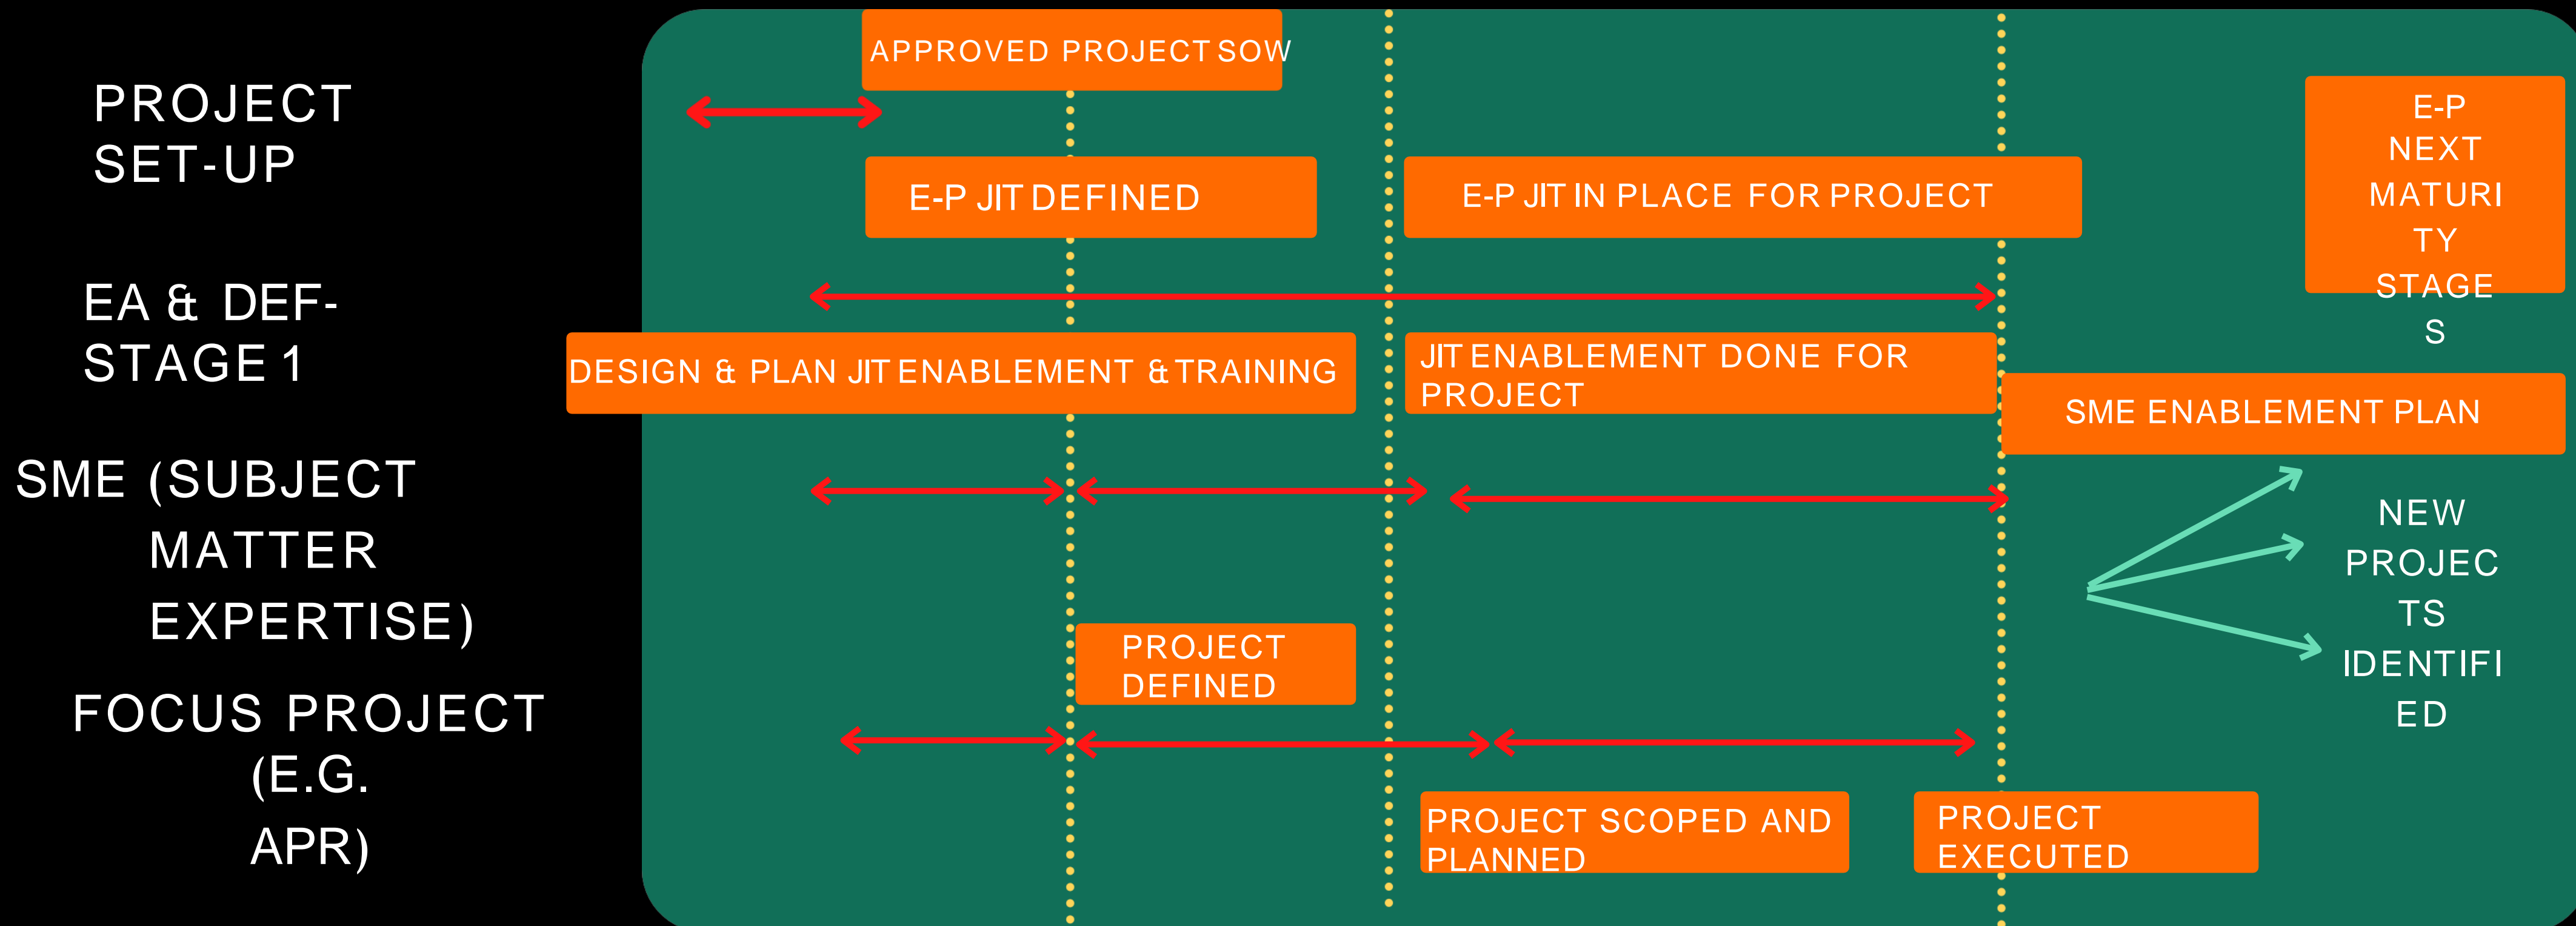 PROJECT
SET-UP
EA & DEF-
STAGE 1
SME (SUBJECT
MATTER
EXPERTISE)
FOCUS PROJECT
(E.G.
APR)
APPROVED PROJECT SOW
E-P JIT DEFINED
E-P JIT IN PLACE FOR PROJECT
E-P
NEXT
MATURI
TY
STAGE
S
DESIGN & PLAN JIT ENABLEMENT & TRAINING
JIT ENABLEMENT DONE FOR
PROJECT
SME ENABLEMENT PLAN
NEW
PROJEC
TS
IDENTIFI
ED
PROJECT
DEFINED
PROJECT SCOPED AND
PLANNED
PROJECT
EXECUTED